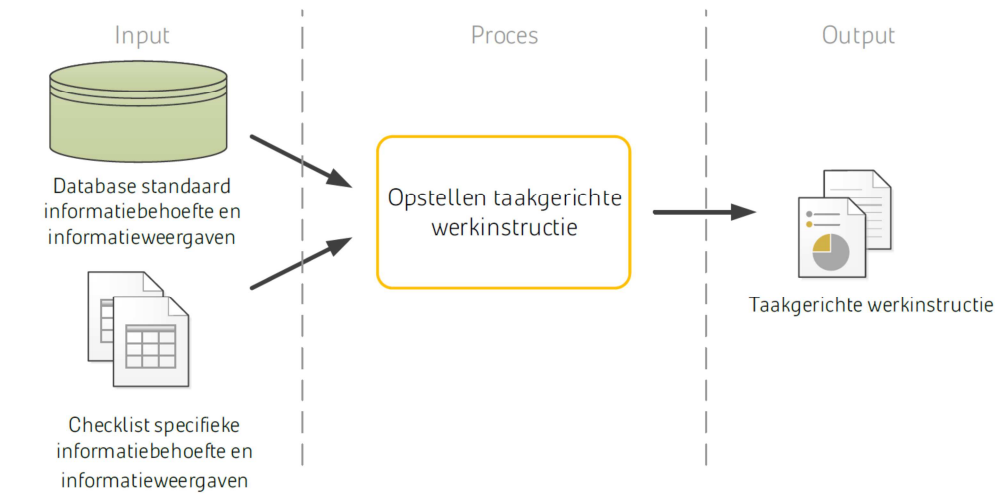 Input
Proces
Output
Database standaard
informatiebehoefte en
informatieweergaven
Opstellen taakgerichte
werkinstructie
Taakgerichte werkinstructie
Checklist specifieke
informatiebehoefte en
informatieweergaven